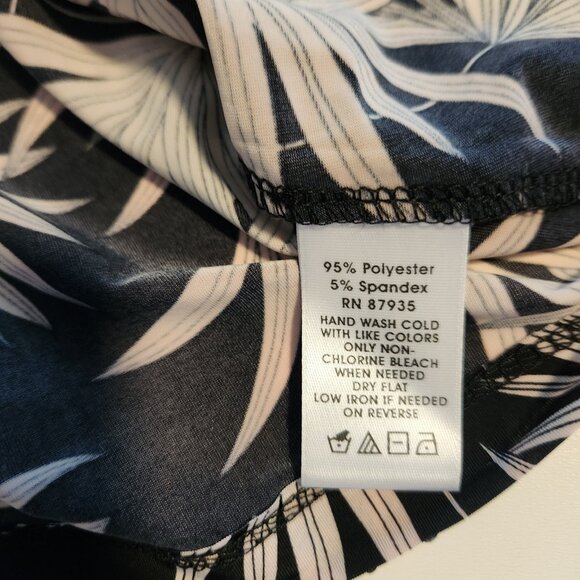 95% Polyester
5% Spandex
RN 87935
HAND WASH COLD
WITH LIKE COLORS
ONLY NON-
CHLORINE BLEACH
WHEN NEEDED
DRY FLAT
LOW IRON IF NEEDED
ON REVERSE